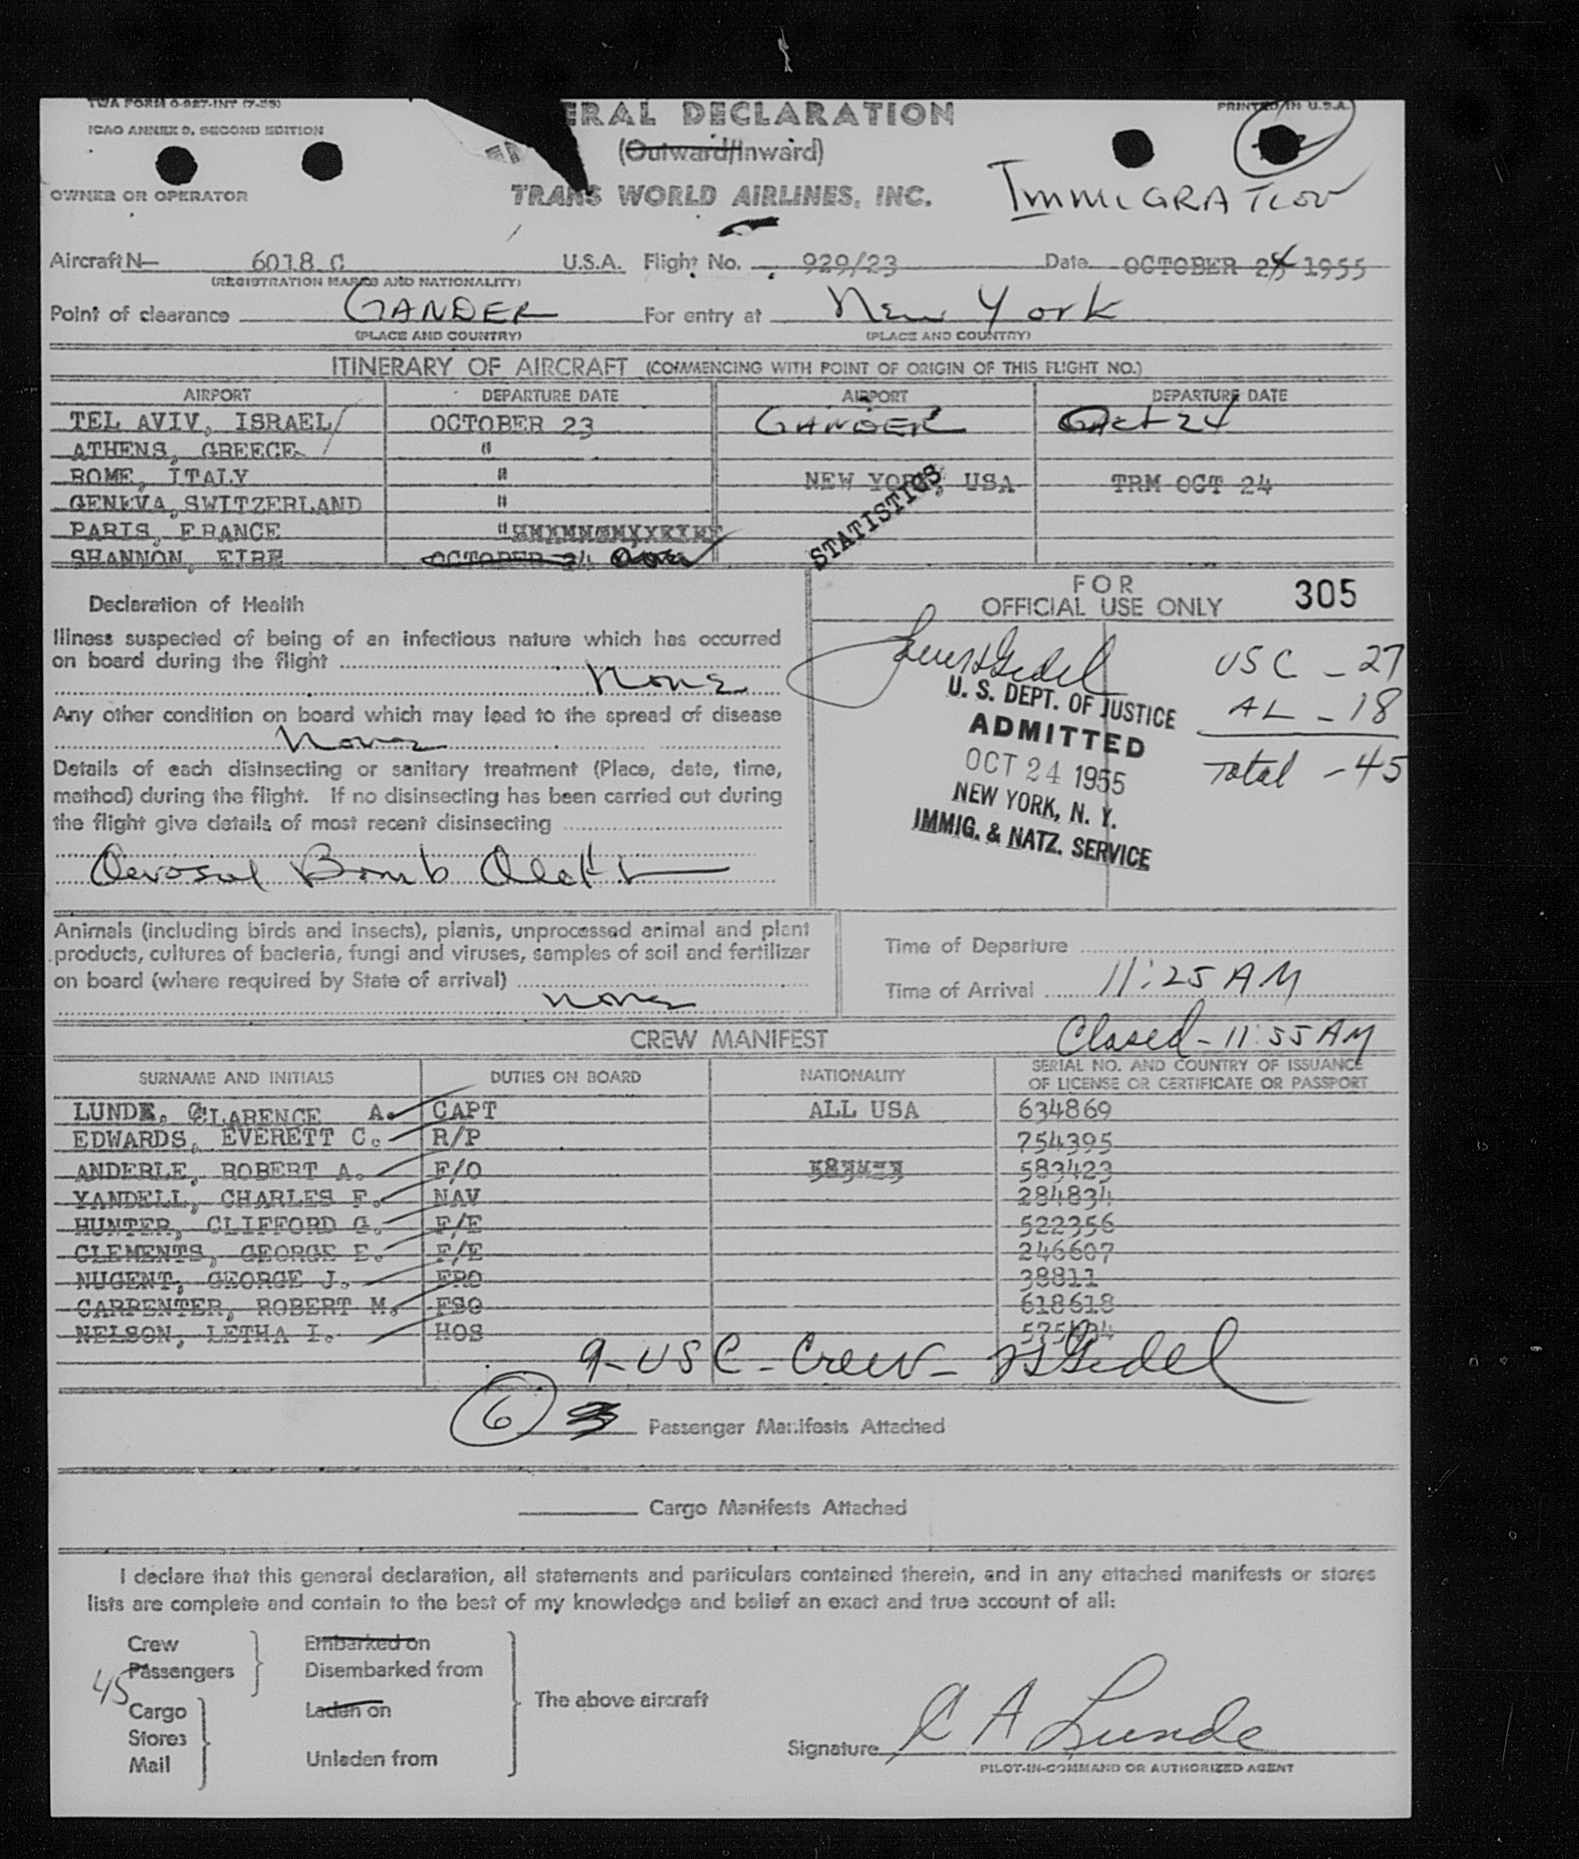 TWA FORM O-927-INT (7-55)
ERAL DECLARATION
PRINTED IN U.S.A.
ICAO ANNEX 9, SECOND EDITION
(Outward/Inward)
IMMIGRATION
OWNER OR OPERATOR
TRANS WORLD AIRLINES, INC.
Aircraft N— 6018 C U.S.A. Flight No. 929/23 Date OCTOBER 24 1955
(REGISTRATION MARKS AND NATIONALITY)
Point of clearance GANDER For entry at New York
(PLACE AND COUNTRY) (PLACE AND COUNTRY)
ITINERARY OF AIRCRAFT (COMMENCING WITH POINT OF ORIGIN OF THIS FLIGHT NO.)
AIRPORT DEPARTURE DATE AIRPORT DEPARTURE DATE
TEL AVIV, ISRAEL OCTOBER 23 GANDER Oct 24
ATHENS, GREECE "
ROME, ITALY " NEW YORK, USA TRM OCT 24
GENEVA, SWITZERLAND "
PARIS, FRANCE "
SHANNON, EIRE OCTOBER 24
STATISTICS
FOR
OFFICIAL USE ONLY 305
Declaration of Health
Illness suspected of being of an infectious nature which has occurred
on board during the flight
None
Any other condition on board which may lead to the spread of disease
None
Details of each disinsecting or sanitary treatment (Place, date, time,
method) during the flight. If no disinsecting has been carried out during
the flight give details of most recent disinsecting
Aerosol Bomb
USC - 27
AL - 18
Total - 45
U. S. DEPT. OF JUSTICE
ADMITTED
OCT 24 1955
NEW YORK, N. Y.
IMMIG. & NATZ. SERVICE
Animals (including birds and insects), plants, unprocessed animal and plant
products, cultures of bacteria, fungi and viruses, samples of soil and fertilizer
on board (where required by State of arrival)
none
Time of Departure
Time of Arrival 11:25 AM
Closed - 11:55 AM
CREW MANIFEST
SURNAME AND INITIALS DUTIES ON BOARD NATIONALITY SERIAL NO. AND COUNTRY OF ISSUANCE
OF LICENSE OR CERTIFICATE OR PASSPORT
LUNDE, CLARENCE A. CAPT ALL USA 634869
EDWARDS, EVERETT C. R/P 754395
ANDERLE, ROBERT A. F/O 583423
YANDELL, CHARLES F. NAV 284834
HUNTER, CLIFFORD G. F/E 522356
CLEMENTS, GEORGE E. F/E 246607
NUGENT, GEORGE J. FRO 38811
CARPENTER, ROBERT M. FSO 618618
NELSON, LETHA I. HOS
9 - USC - Crew -
6 Passenger Manifests Attached
Cargo Manifests Attached
I declare that this general declaration, all statements and particulars contained therein, and in any attached manifests or stores
lists are complete and contain to the best of my knowledge and belief an exact and true account of all:
Crew Embarked on
45 Passengers Disembarked from
Cargo Laden on The above aircraft
Stores
Mail Unladen from
Signature C A Lunde
PILOT-IN-COMMAND OR AUTHORIZED AGENT